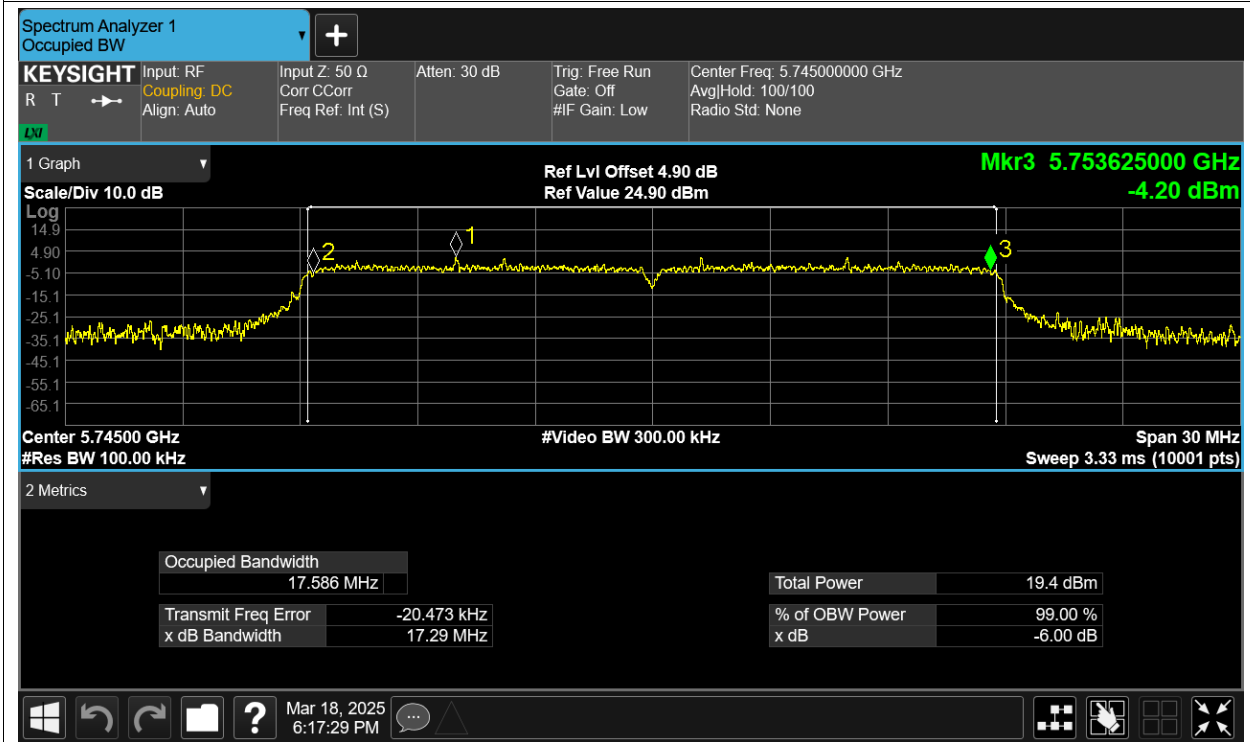 Spectrum Analyzer 1
Occupied BW
KEYSIGHT
R T
LXI
Input: RF
Coupling: DC
Align: Auto
Input Z: 50 Ω
Corr CCorr
Freq Ref: Int (S)
Atten: 30 dB
Trig: Free Run
Gate: Off
#IF Gain: Low
Center Freq: 5.745000000 GHz
Avg|Hold: 100/100
Radio Std: None
1 Graph
Scale/Div 10.0 dB
Ref Lvl Offset 4.90 dB
Ref Value 24.90 dBm
Mkr3 5.753625000 GHz
-4.20 dBm
Log
14.9
4.90
-5.10
-15.1
-25.1
-35.1
-45.1
-55.1
-65.1
2
1
3
Center 5.74500 GHz
#Res BW 100.00 kHz
#Video BW 300.00 kHz
Span 30 MHz
Sweep 3.33 ms (10001 pts)
2 Metrics
Occupied Bandwidth
17.586 MHz
Transmit Freq Error -20.473 kHz
x dB Bandwidth 17.29 MHz
Total Power 19.4 dBm
% of OBW Power 99.00 %
x dB -6.00 dB
?
Mar 18, 2025
6:17:29 PM